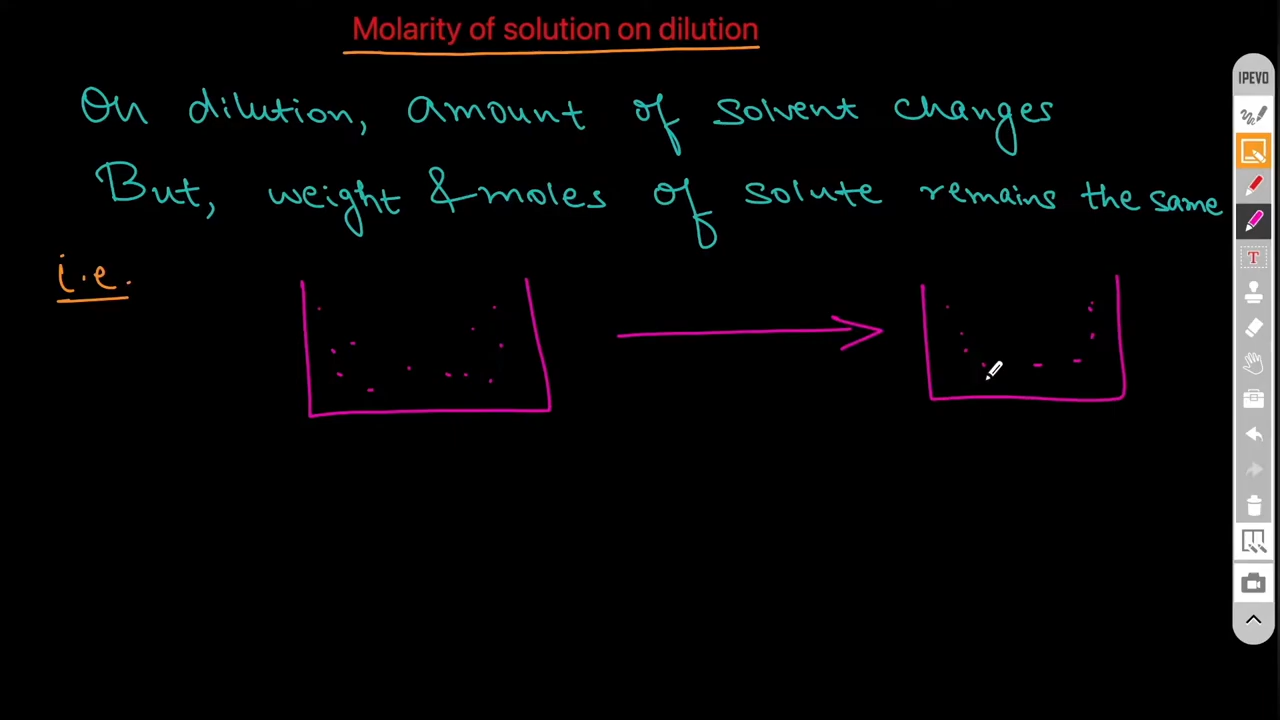 Molarity of solution on dilution
IPEVO
On dilution, amount of solvent changes
But, weight & moles of solute remains the same
T
i.e.